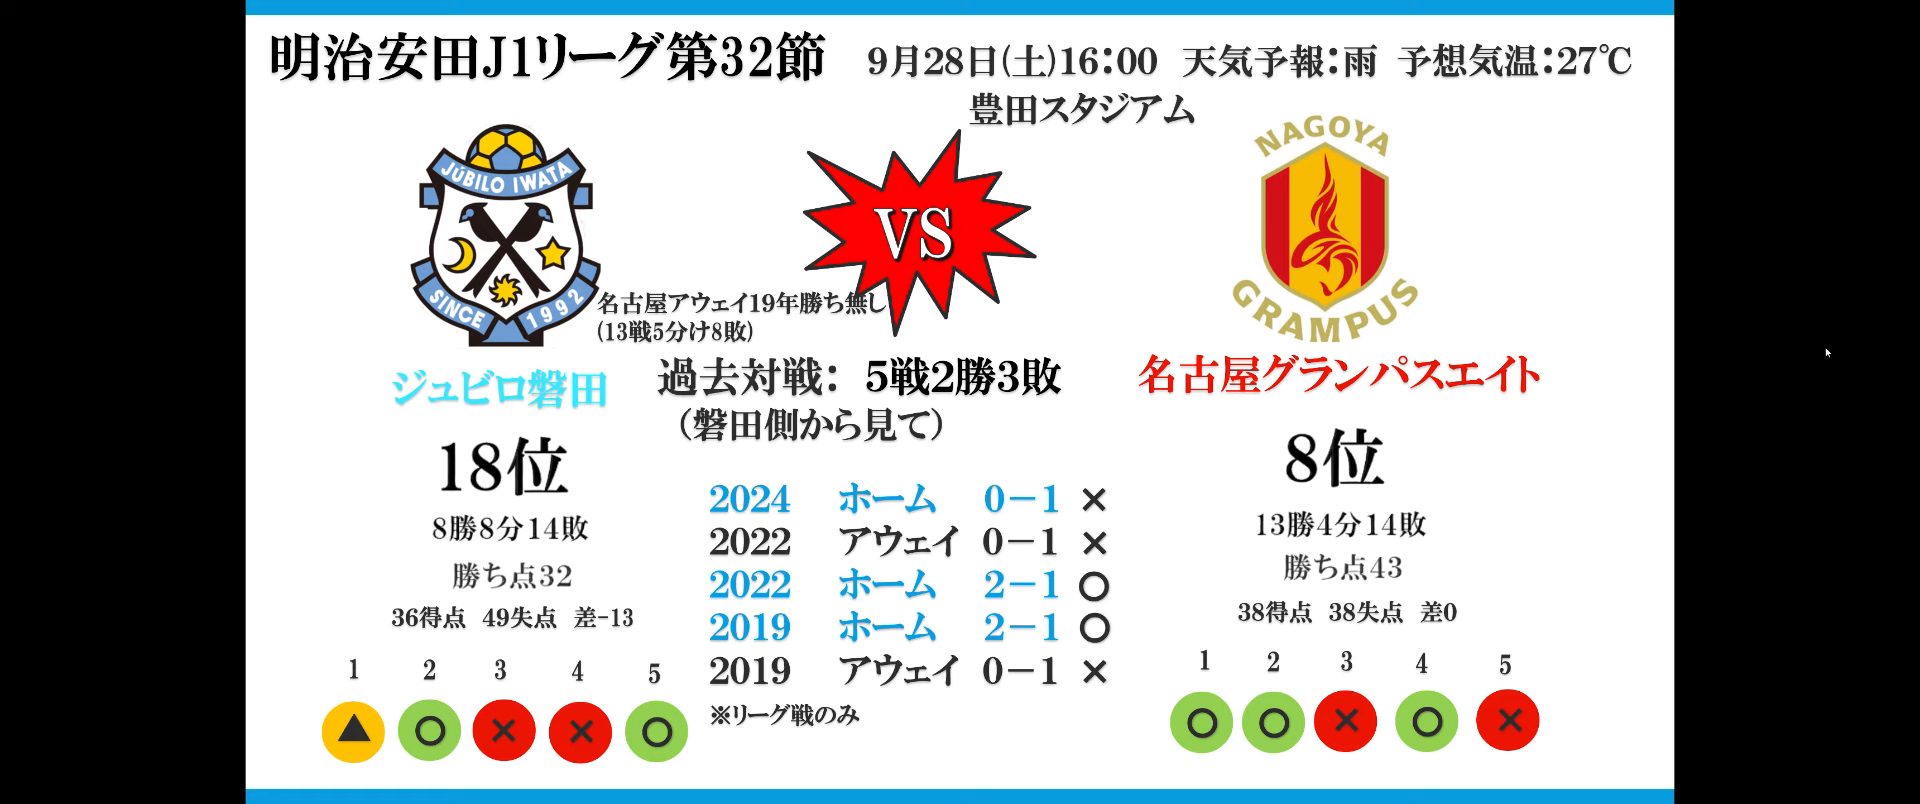 明治安田J1リーグ第32節
9月28日(土)16:00 天気予報:雨 予想気温:27℃
豊田スタジアム
JÚBILO IWATA
SINCE 1992
VS
NAGOYA
GRAMPUS
名古屋アウェイ19年勝ち無し
(13戦5分け8敗)
ジュビロ磐田
過去対戦: 5戦2勝3敗
(磐田側から見て)
名古屋グランパスエイト
18位
8勝8分14敗
勝ち点32
36得点 49失点 差-13
1 2 3 4 5
▲ ○ × × ○
2024 ホーム 0－1 ×
2022 アウェイ 0－1 ×
2022 ホーム 2－1 ○
2019 ホーム 2－1 ○
2019 アウェイ 0－1 ×
※リーグ戦のみ
8位
13勝4分14敗
勝ち点43
38得点 38失点 差0
1 2 3 4 5
○ ○ × ○ ×